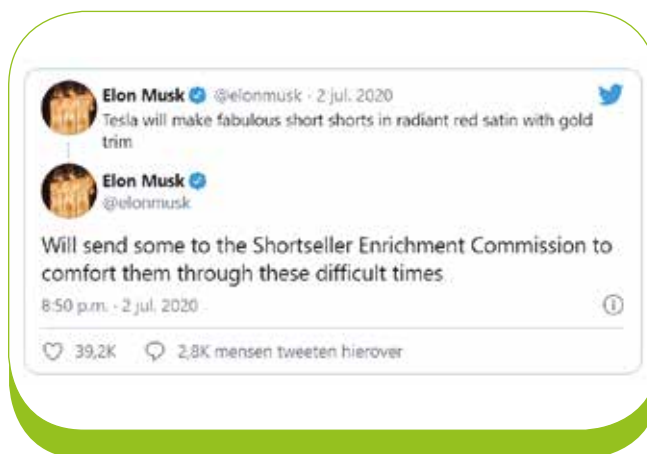 Elon Musk @elonmusk · 2 jul. 2020
Tesla will make fabulous short shorts in radiant red satin with gold
trim
Elon Musk
@elonmusk
Will send some to the Shortseller Enrichment Commission to
comfort them through these difficult times
8:50 p.m. · 2 jul. 2020
39,2K 2,8K mensen tweeten hierover